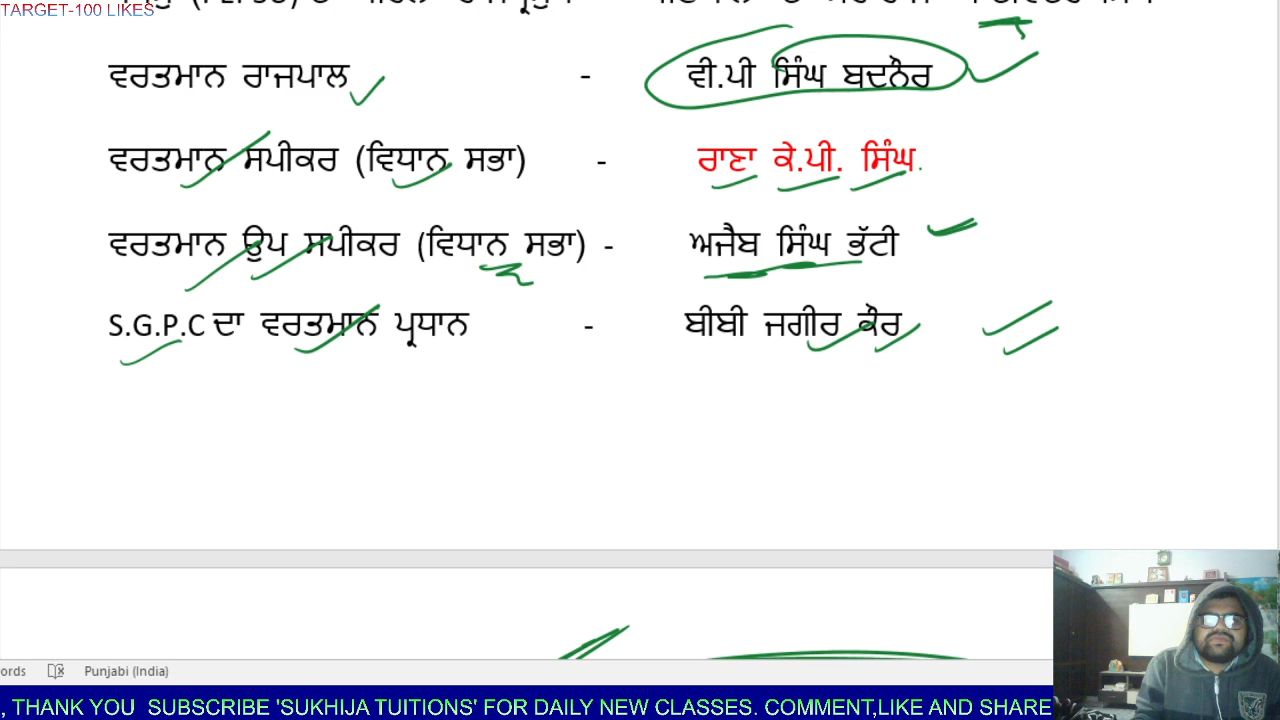 TARGET-100 LIKES
ਵਰਤਮਾਨ ਰਾਜਪਾਲ - ਵੀ.ਪੀ ਸਿੰਘ ਬਦਨੌਰ
ਵਰਤਮਾਨ ਸਪੀਕਰ (ਵਿਧਾਨ ਸਭਾ) - ਰਾਣਾ ਕੇ.ਪੀ. ਸਿੰਘ
ਵਰਤਮਾਨ ਉਪ ਸਪੀਕਰ (ਵਿਧਾਨ ਸਭਾ) - ਅਜੈਬ ਸਿੰਘ ਭੱਟੀ
S.G.P.C ਦਾ ਵਰਤਮਾਨ ਪ੍ਰਧਾਨ - ਬੀਬੀ ਜਗੀਰ ਕੌਰ
ords Punjabi (India)
, THANK YOU SUBSCRIBE 'SUKHIJA TUITIONS' FOR DAILY NEW CLASSES. COMMENT,LIKE AND SHARE